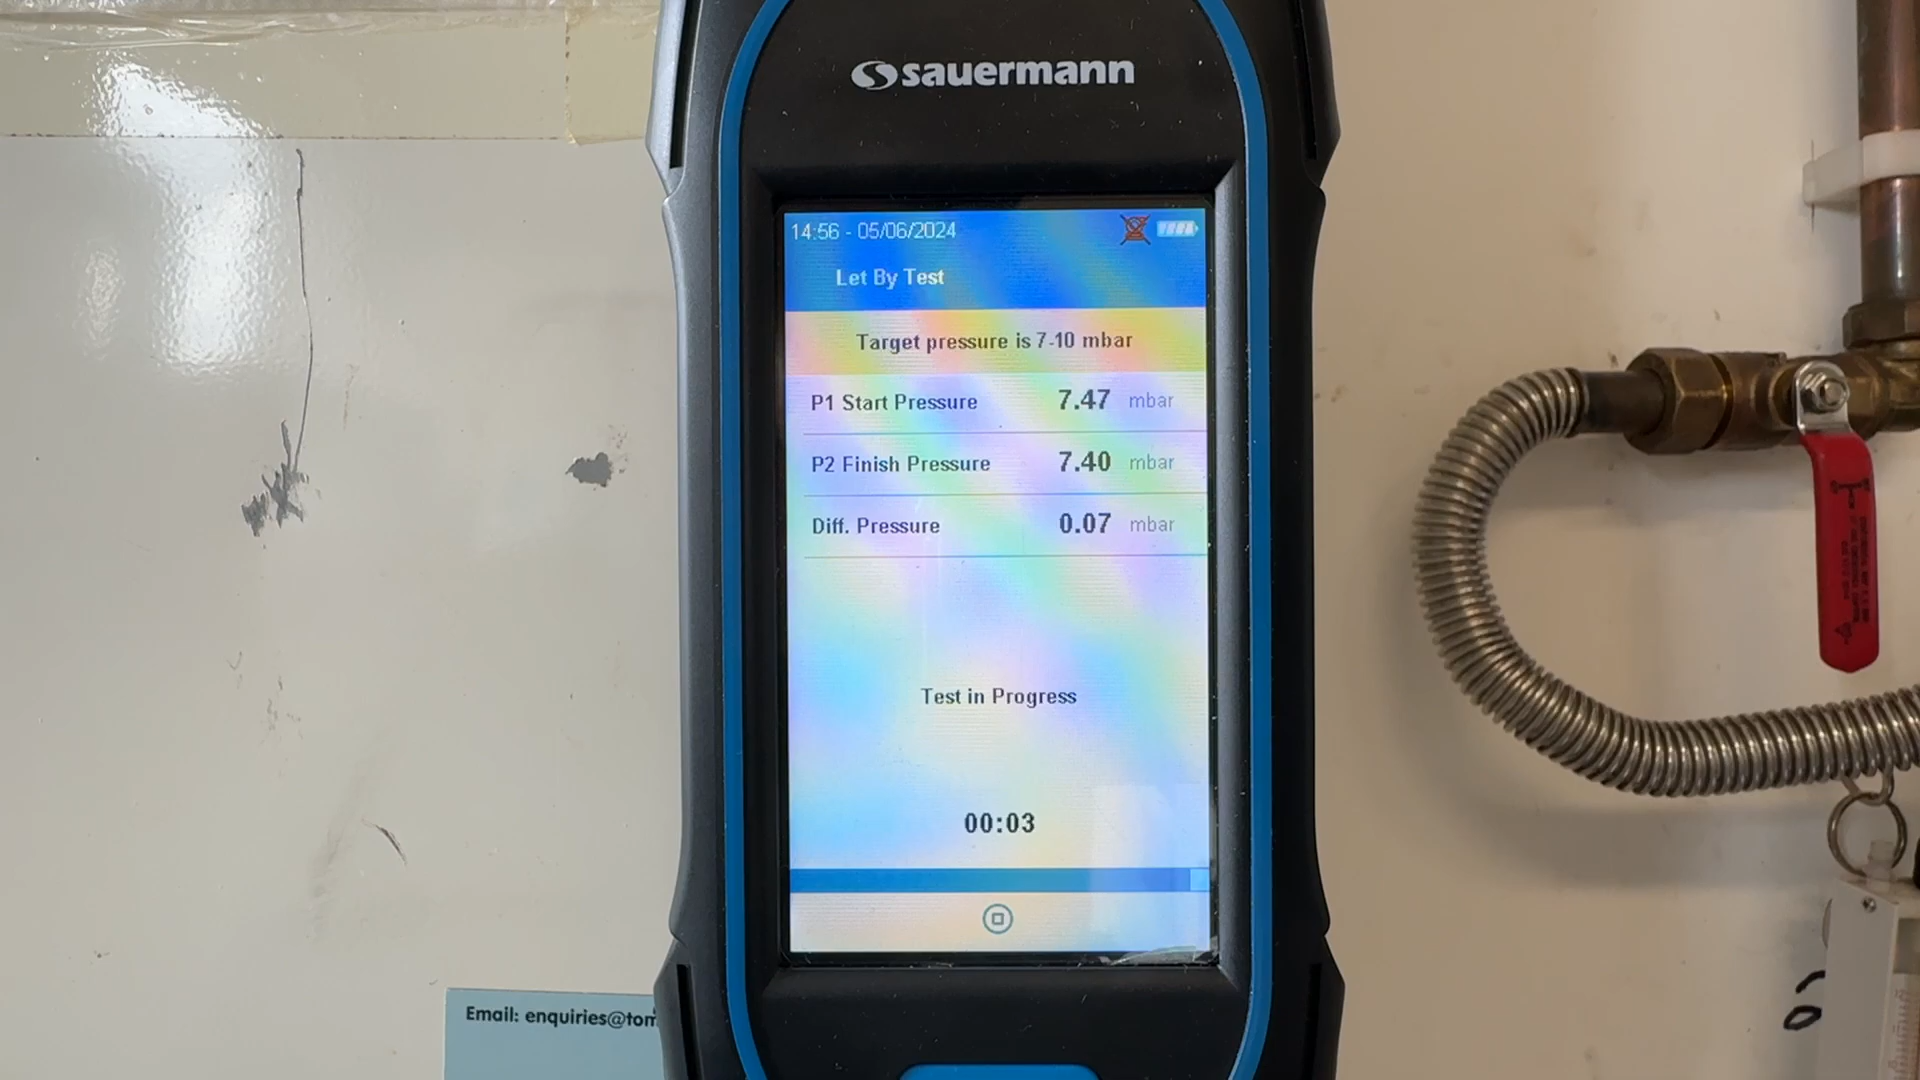 sauermann
14:56 - 05/06/2024
Let By Test
Target pressure is 7-10 mbar
P1 Start Pressure 7.47 mbar
P2 Finish Pressure 7.40 mbar
Diff. Pressure 0.07 mbar
Test in Progress
00:03
Email: enquiries@tom